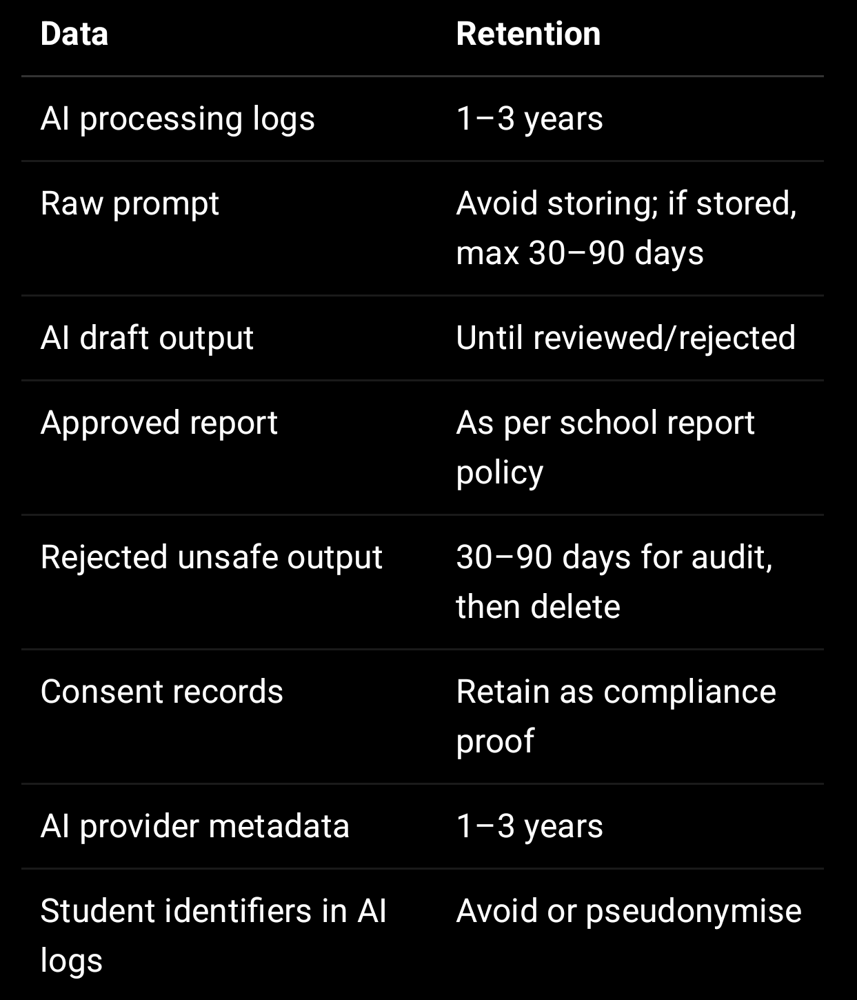 Data Retention
AI processing logs 1–3 years
Raw prompt Avoid storing; if stored,
max 30–90 days
AI draft output Until reviewed/rejected
Approved report As per school report
policy
Rejected unsafe output 30–90 days for audit,
then delete
Consent records Retain as compliance
proof
AI provider metadata 1–3 years
Student identifiers in AI Avoid or pseudonymise
logs